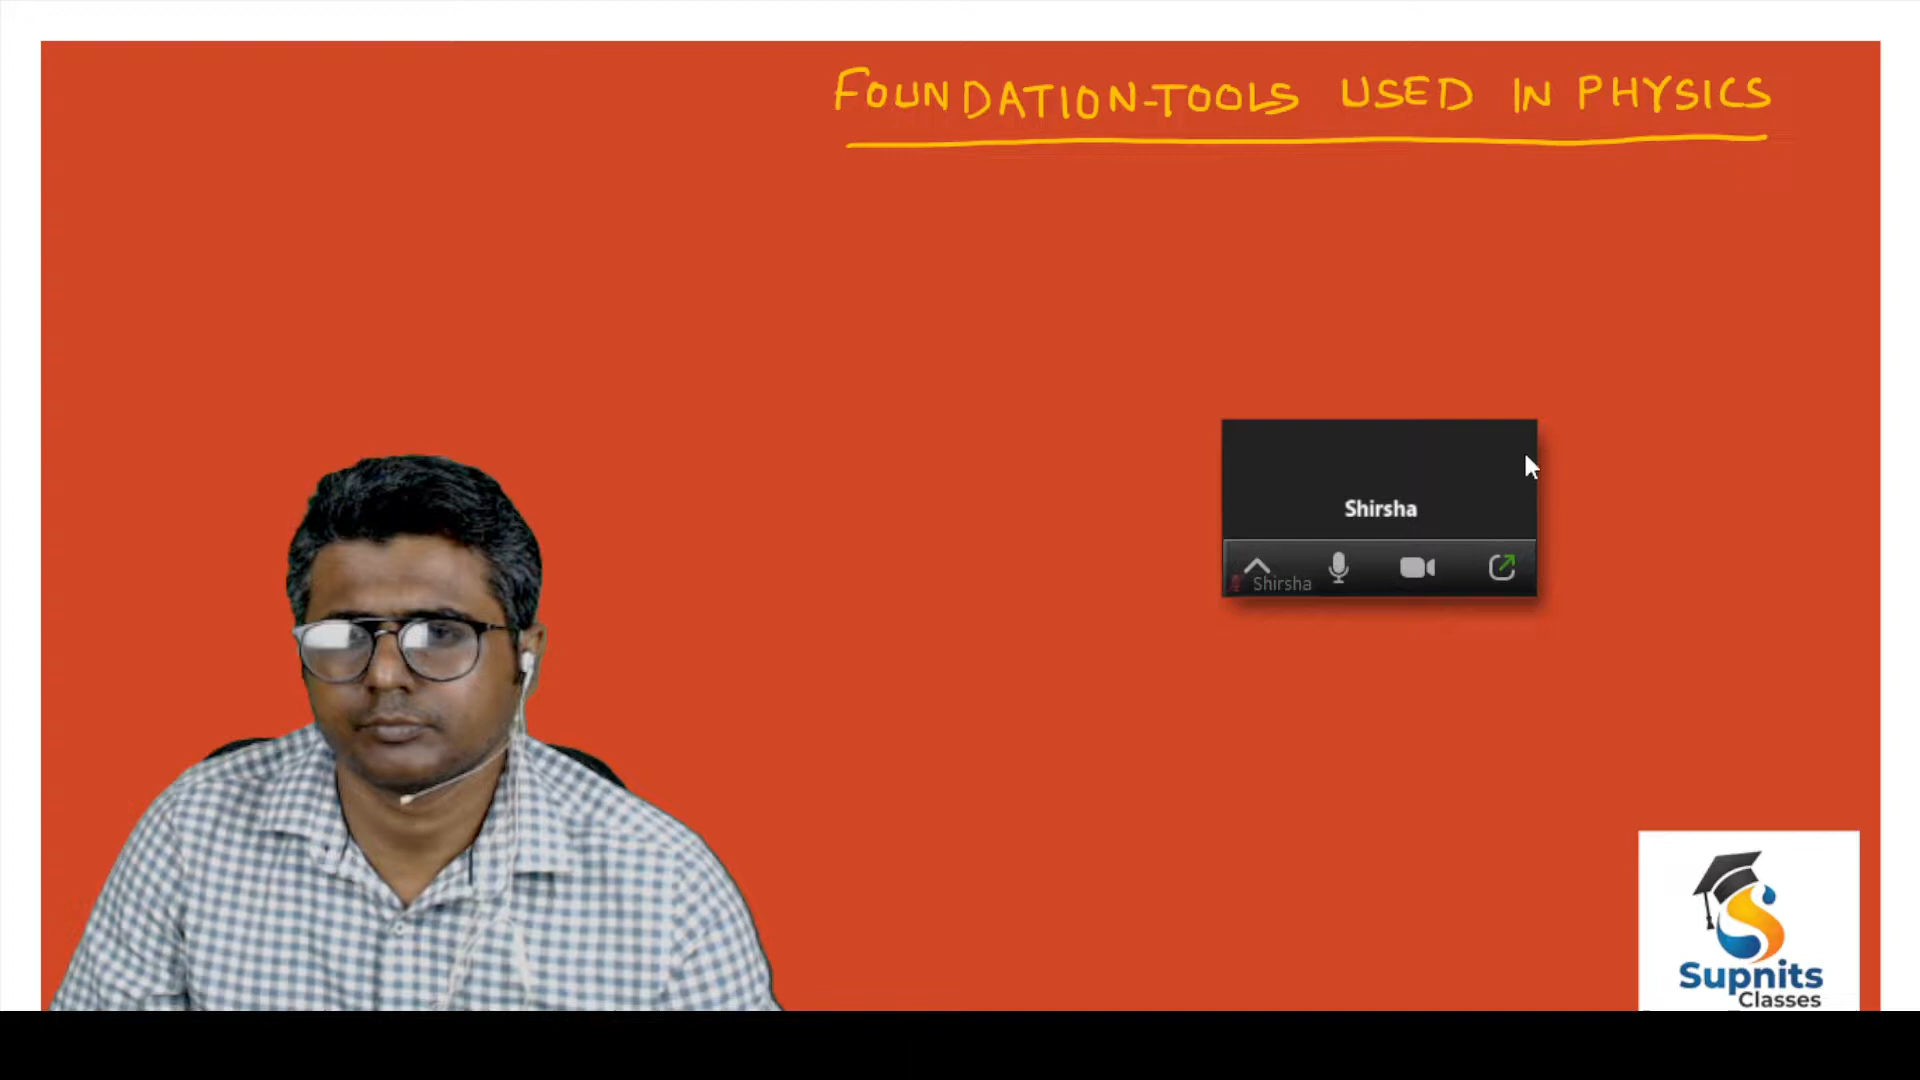 FOUNDATION-TOOLS USED IN PHYSICS
Shirsha
Shirsha
Supnits
Classes